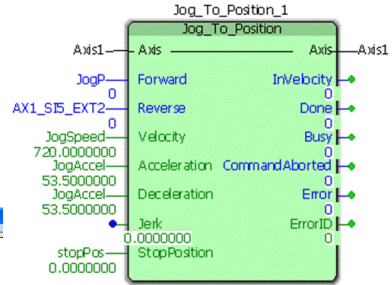 Jog_To_Position_1
Jog_To_Position
Axis1 Axis Axis Axis1
JogP Forward InVelocity
0 0
AX1_SI5_EXT2 Reverse Done
0 0
JogSpeed Velocity Busy
720.0000000 0
JogAccel Acceleration CommandAborted
53.5000000 0
JogAccel Deceleration Error
53.5000000 0
Jerk ErrorID
0.0000000 0
stopPos StopPosition
0.0000000